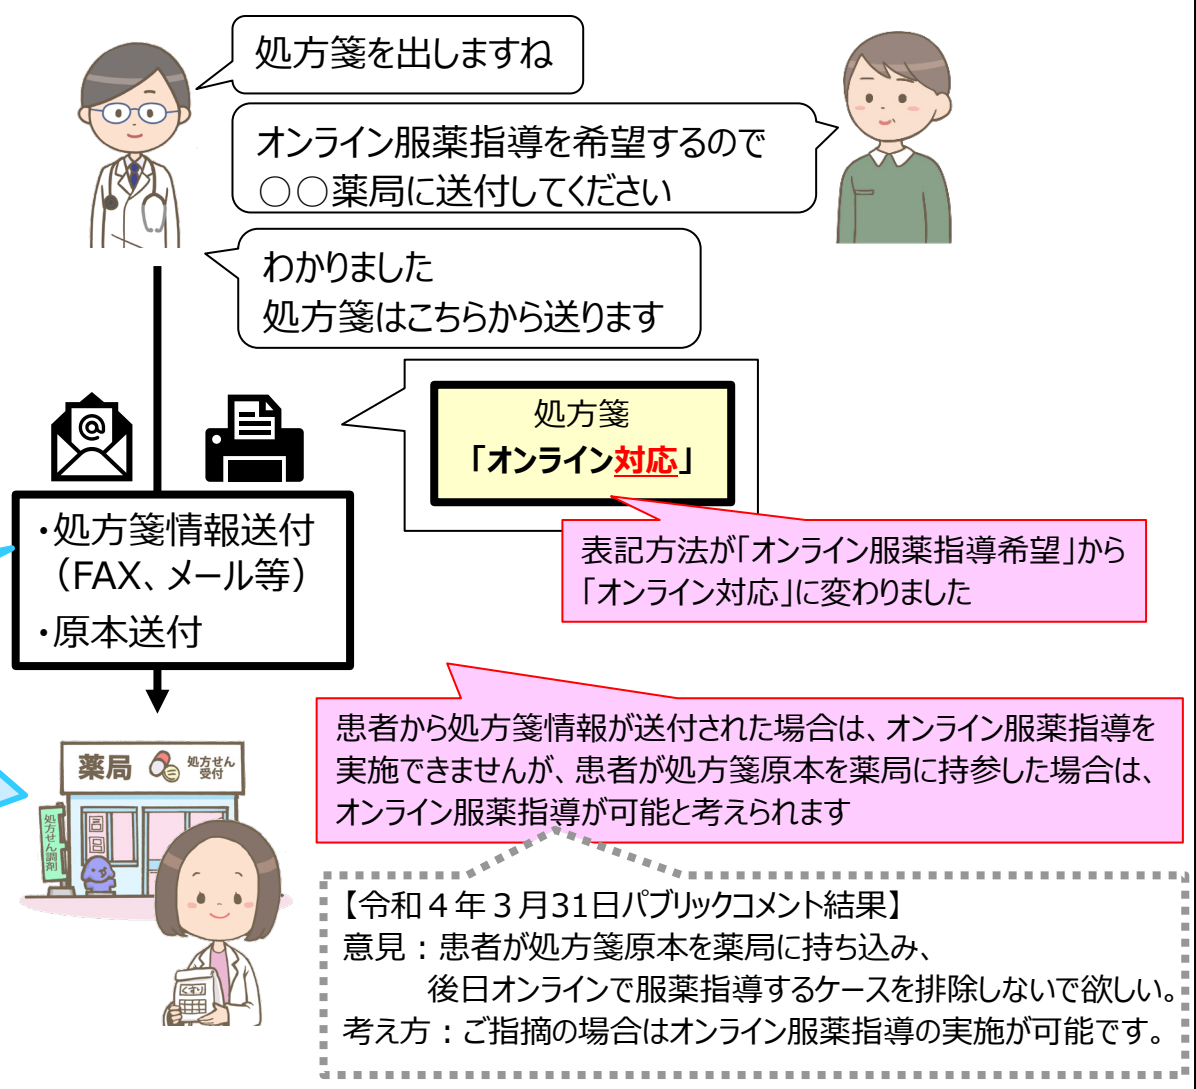 処方箋を出しますね
オンライン服薬指導を希望するので
○○薬局に送付してください
わかりました
処方箋はこちらから送ります
処方箋
「オンライン対応」
・処方箋情報送付
（FAX、メール等）
・原本送付
表記方法が「オンライン服薬指導希望」から
「オンライン対応」に変わりました
患者から処方箋情報が送付された場合は、オンライン服薬指導を
実施できませんが、患者が処方箋原本を薬局に持参した場合は、
オンライン服薬指導が可能と考えられます
薬局
処方せん
受付
処方せん調剤
くすり
【令和４年３月31日パブリックコメント結果】
意見：患者が処方箋原本を薬局に持ち込み、
後日オンラインで服薬指導するケースを排除しないで欲しい。
考え方：ご指摘の場合はオンライン服薬指導の実施が可能です。